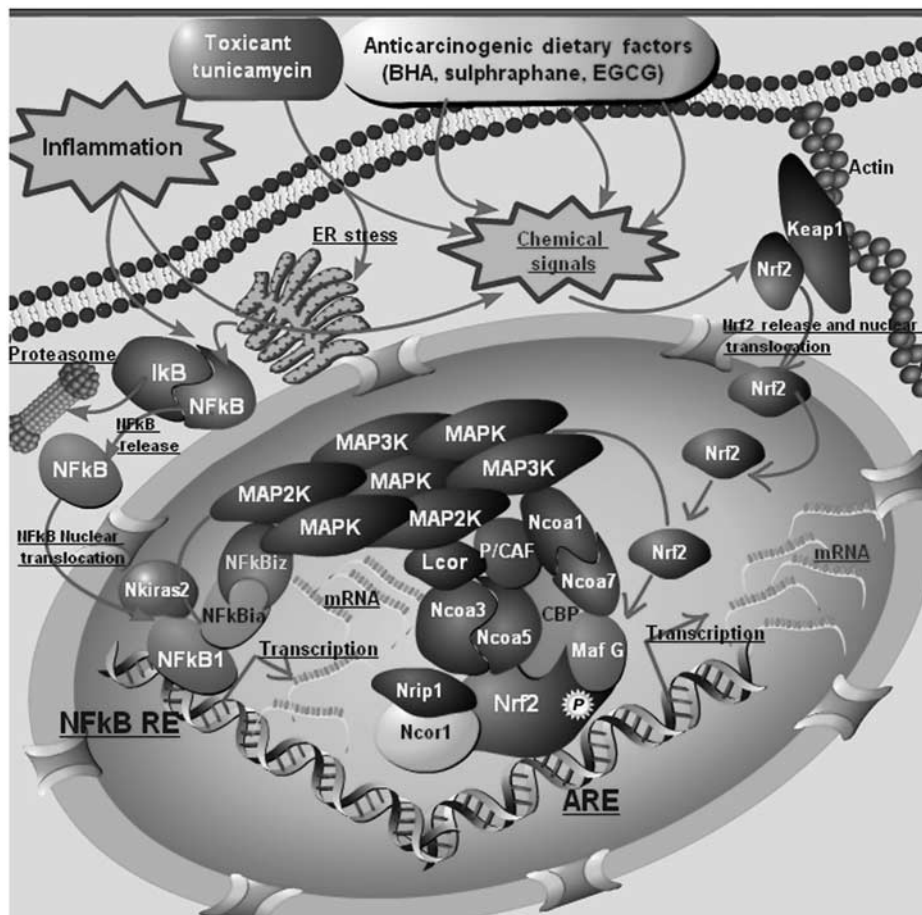 Toxicant
tunicamycin
Anticarcinogenic dietary factors
(BHA, sulphraphane, EGCG)
Inflammation
Actin
Keap1
ER stress
Chemical
signals
Nrf2
Nrf2 release and nuclear
translocation
Proteasome
IkB
NFkB
NFkB
release
Nrf2
NFkB
MAP3K
MAPK
MAP3K
Nrf2
MAP2K
MAPK
MAPK
MAP2K
Ncoa1
NFkB Nuclear
translocation
NFkBiz
P/CAF
Nrf2
mRNA
Lcor
Ncoa7
Nkiras2
mRNA
NFkBia
Ncoa3
CBP
Ncoa5
Transcription
NFkB1
Transcription
Maf G
Nrip1
Nrf2
P
NFkB RE
Ncor1
ARE